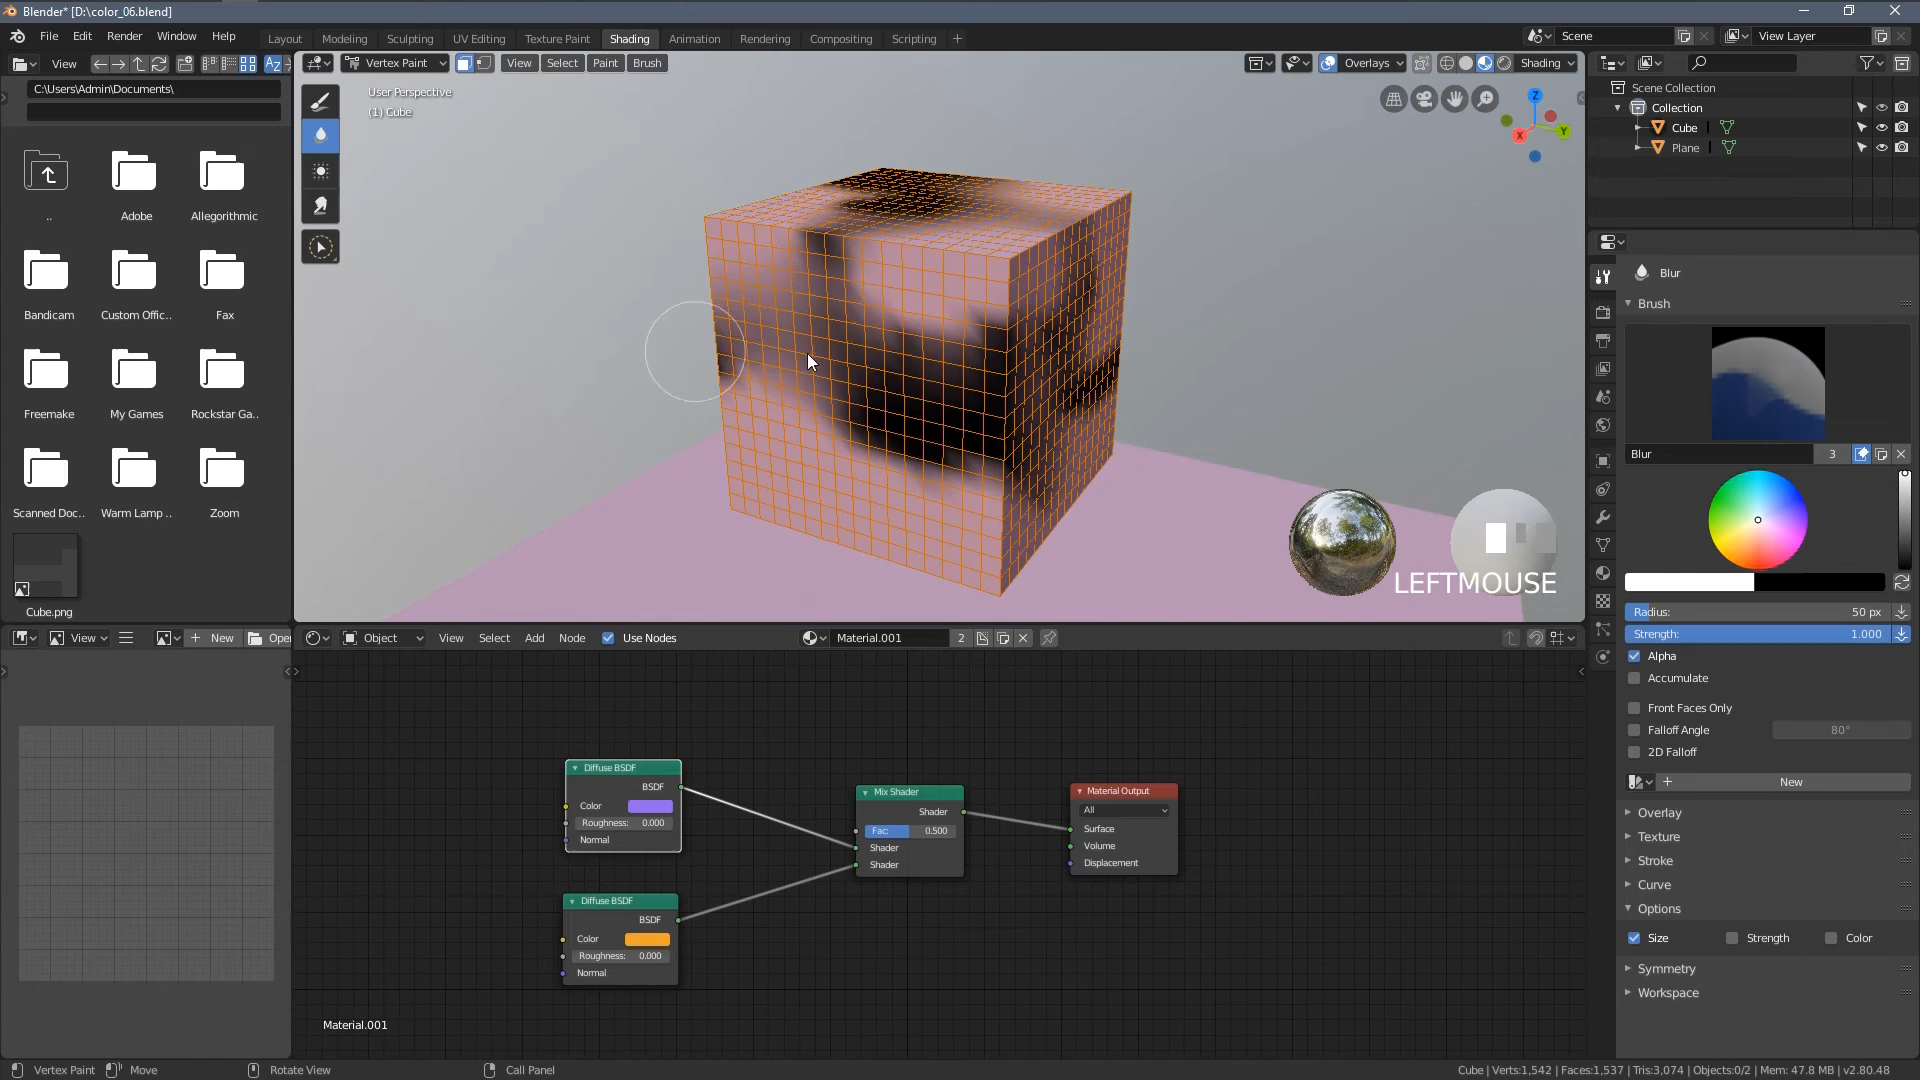 Blender* [D:\color_06.blend]
File Edit Render Window Help
Layout Modeling Sculpting UV Editing Texture Paint Shading Animation Rendering Compositing Scripting +
Scene
View Layer
View
Vertex Paint View Select Paint Brush
Overlays
Shading
C:\Users\Admin\Documents\
User Perspective
(1) Cube
Z
X
Y
Scene Collection
Collection
Cube
Plane
..
Adobe
Allegorithmic
Bandicam
Custom Offic..
Fax
Freemake
My Games
Rockstar Ga..
Scanned Doc..
Warm Lamp ..
Zoom
Cube.png
LEFTMOUSE
Blur
Brush
Blur
3
Radius: 50 px
Strength: 1.000
Alpha
Accumulate
Front Faces Only
Falloff Angle 80°
2D Falloff
+ New
Overlay
Texture
Stroke
Curve
Options
Size Strength Color
Symmetry
Workspace
View
+ New
Open
Object View Select Add Node Use Nodes
Material.001 2
Diffuse BSDF
BSDF
Color
Roughness: 0.000
Normal
Diffuse BSDF
BSDF
Color
Roughness: 0.000
Normal
Mix Shader
Shader
Fac: 0.500
Shader
Shader
Material Output
All
Surface
Volume
Displacement
Material.001
Vertex Paint Move Rotate View Call Panel
Cube | Verts:1,542 | Faces:1,537 | Tris:3,074 | Objects:0/2 | Mem: 47.8 MB | v2.80.48